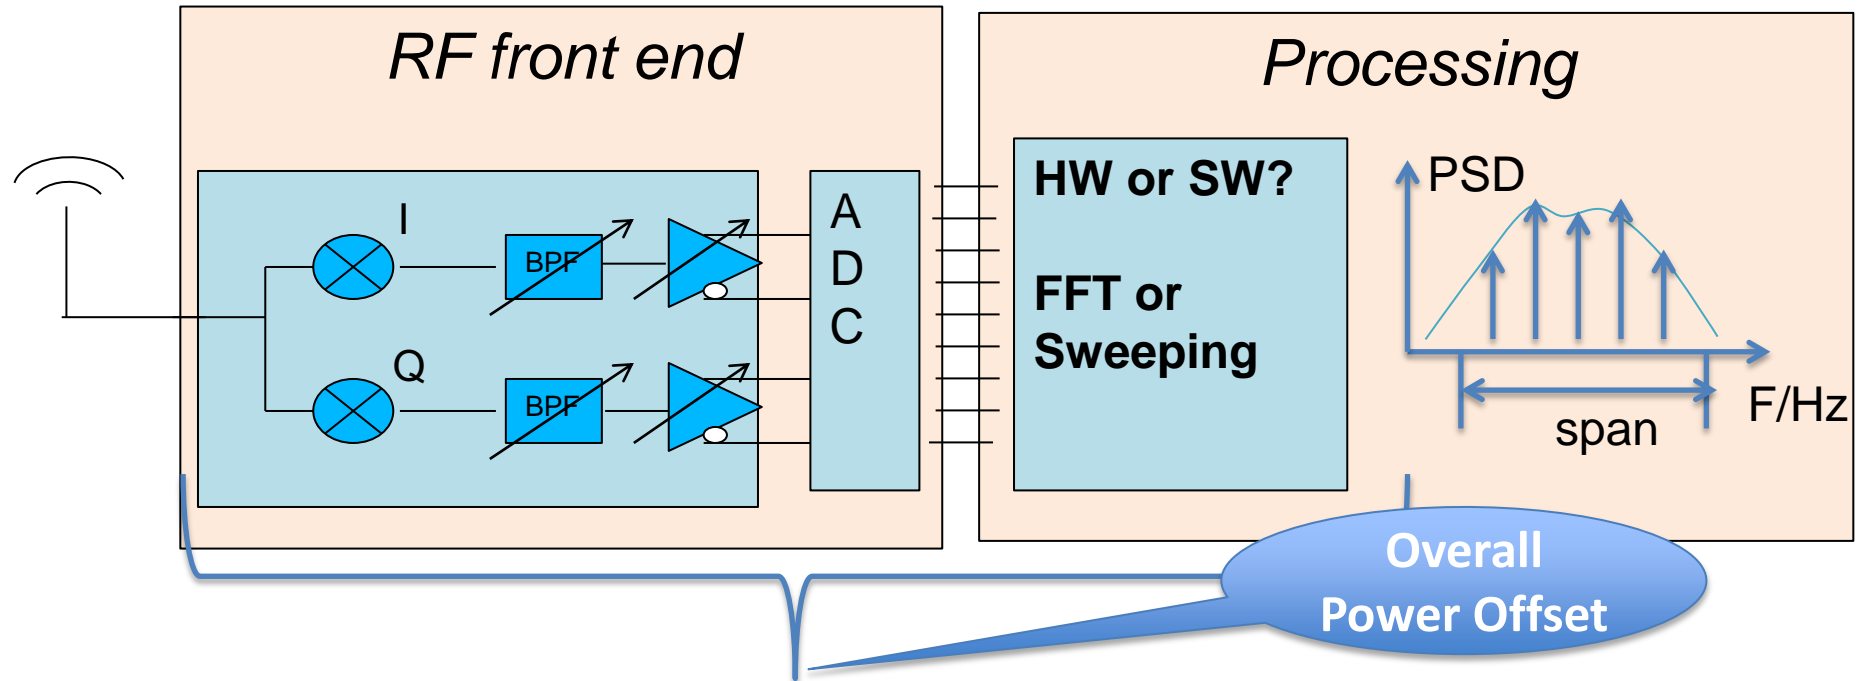 RF front end
Processing
I
BPF
Q
BPF
A
D
C
HW or SW?
FFT or
Sweeping
PSD
F/Hz
span
Overall
Power Offset